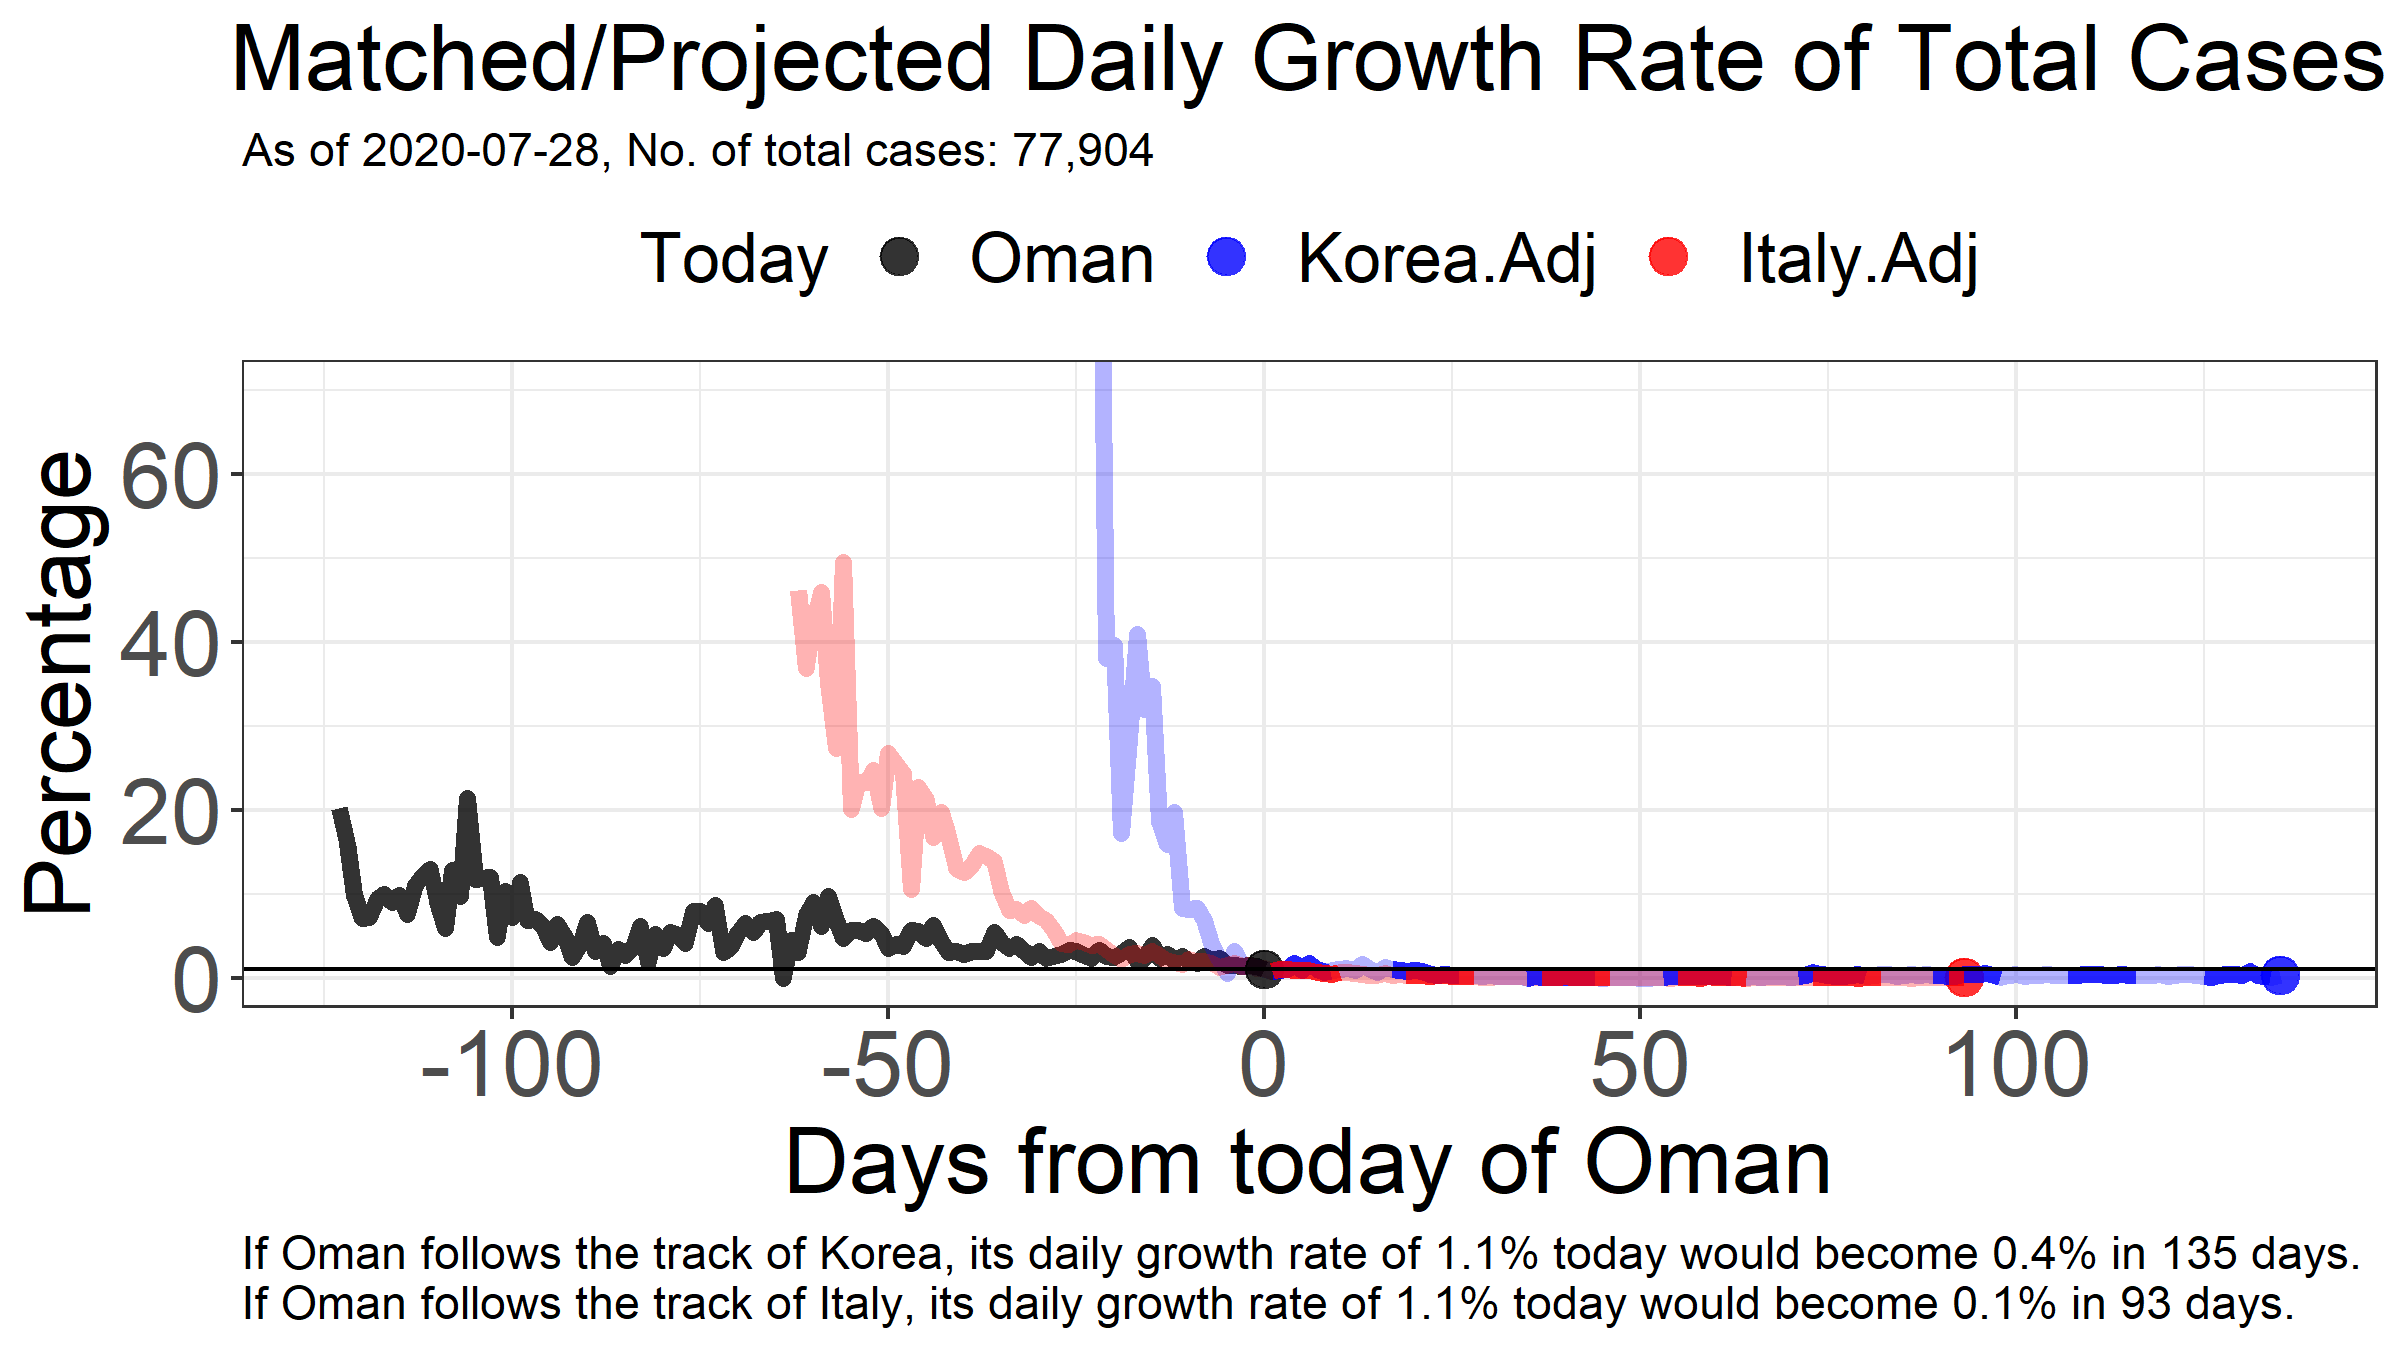 Matched/Projected Daily Growth Rate of Total Cases
As of 2020-07-28, No. of total cases: 77,904
Today Oman Korea.Adj Italy.Adj
Percentage
60
40
20
0
-100 -50 0 50 100
Days from today of Oman
If Oman follows the track of Korea, its daily growth rate of 1.1% today would become 0.4% in 135 days.
If Oman follows the track of Italy, its daily growth rate of 1.1% today would become 0.1% in 93 days.